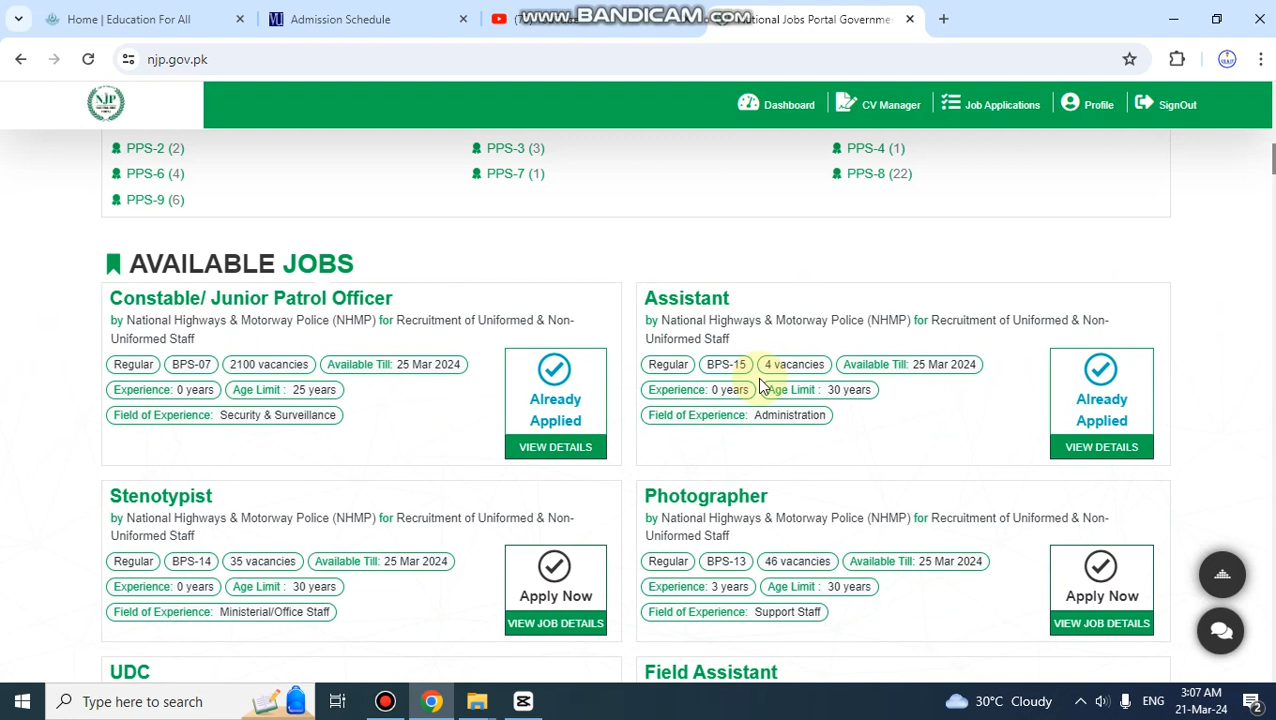 Home | Education For All
Admission Schedule
WWW.BANDICAM.COM
National Jobs Portal Governme
njp.gov.pk
NJP
Dashboard
CV Manager
Job Applications
Profile
SignOut
PPS-2 (2)
PPS-3 (3)
PPS-4 (1)
PPS-6 (4)
PPS-7 (1)
PPS-8 (22)
PPS-9 (6)
AVAILABLE JOBS
Constable/ Junior Patrol Officer
by National Highways & Motorway Police (NHMP) for Recruitment of Uniformed & Non-
Uniformed Staff
Regular BPS-07 2100 vacancies Available Till: 25 Mar 2024
Experience: 0 years Age Limit : 25 years
Field of Experience: Security & Surveillance
Already
Applied
VIEW DETAILS
Assistant
by National Highways & Motorway Police (NHMP) for Recruitment of Uniformed & Non-
Uniformed Staff
Regular BPS-15 4 vacancies Available Till: 25 Mar 2024
Experience: 0 years Age Limit : 30 years
Field of Experience: Administration
Already
Applied
VIEW DETAILS
Stenotypist
by National Highways & Motorway Police (NHMP) for Recruitment of Uniformed & Non-
Uniformed Staff
Regular BPS-14 35 vacancies Available Till: 25 Mar 2024
Experience: 0 years Age Limit : 30 years
Field of Experience: Ministerial/Office Staff
Apply Now
VIEW JOB DETAILS
Photographer
by National Highways & Motorway Police (NHMP) for Recruitment of Uniformed & Non-
Uniformed Staff
Regular BPS-13 46 vacancies Available Till: 25 Mar 2024
Experience: 3 years Age Limit : 30 years
Field of Experience: Support Staff
Apply Now
VIEW JOB DETAILS
UDC
Field Assistant
Type here to search
30°C Cloudy
ENG
3:07 AM
21-Mar-24
2